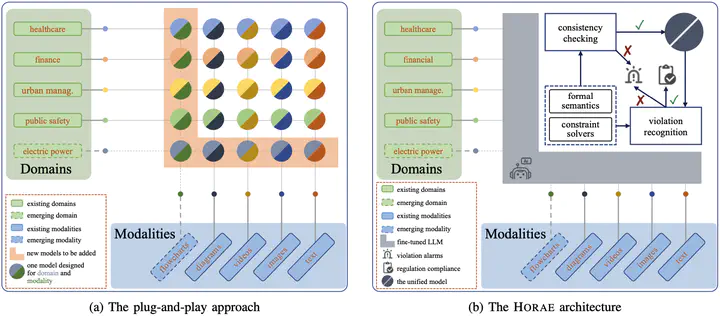 healthcare
finance
urban manag.
public safety
electric power
Domains
existing domains
emerging domain
existing modalities
emerging modality
new models to be added
one model designed
for domain and
modality
Modalities
flowcharts
diagrams
videos
images
text
(a) The plug-and-play approach
healthcare
financial
urban manag.
public safety
electric power
Domains
consistency
checking
✓
✗
formal
semantics
constraint
solvers
✗
✓
violation
recognition
existing domains
emerging domain
existing modalities
emerging modality
fine-tuned LLM
violation alarms
regulation compliance
the unified model
Modalities
flowcharts
diagrams
videos
images
text
(b) The HORAE architecture